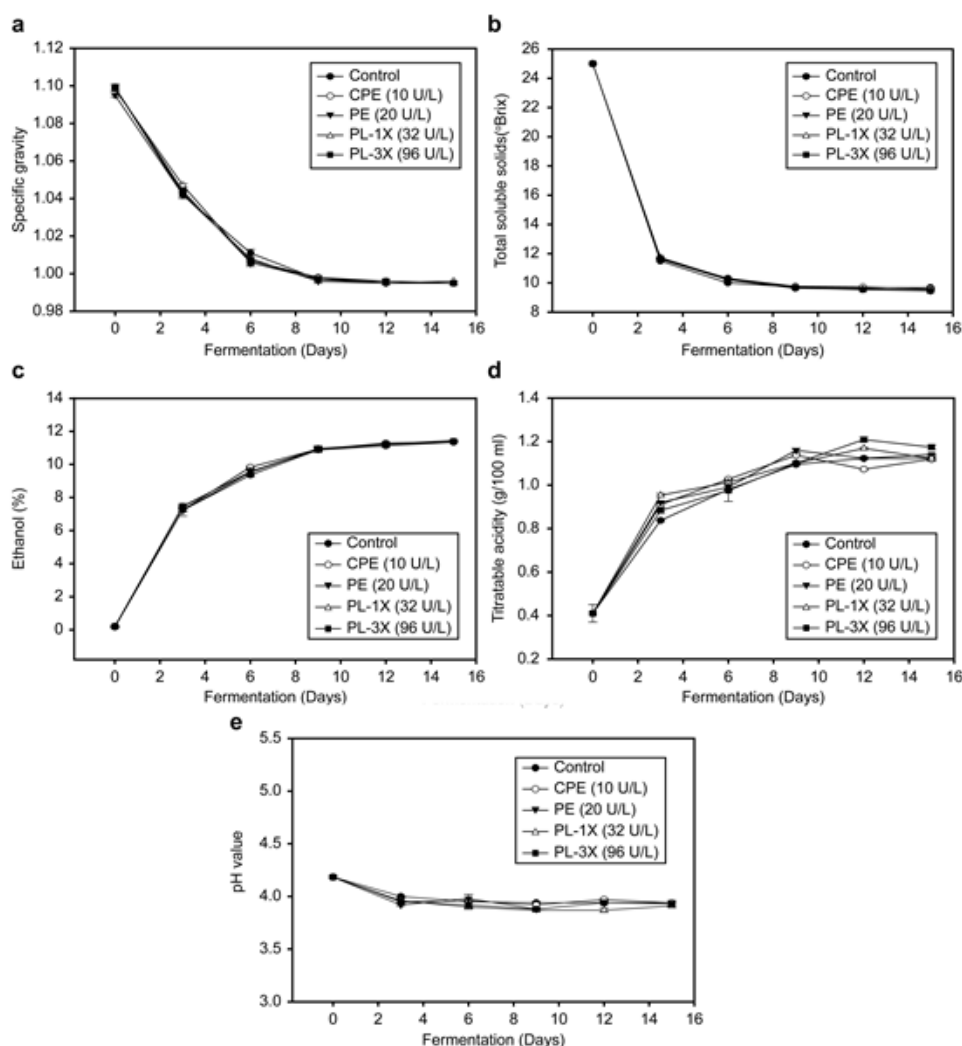 a
1.12
1.10
1.08
1.06
1.04
1.02
1.00
0.98
Specific gravity
0 2 4 6 8 10 12 14 16
Fermentation (Days)
Control
CPE (10 U/L)
PE (20 U/L)
PL-1X (32 U/L)
PL-3X (96 U/L)
b
26
24
22
20
18
16
14
12
10
8
Total soluble solids(°Brix)
0 2 4 6 8 10 12 14 16
Fermentation (Days)
Control
CPE (10 U/L)
PE (20 U/L)
PL-1X (32 U/L)
PL-3X (96 U/L)
c
14
12
10
8
6
4
2
0
Ethanol (%)
0 2 4 6 8 10 12 14 16
Fermentation (Days)
Control
CPE (10 U/L)
PE (20 U/L)
PL-1X (32 U/L)
PL-3X (96 U/L)
d
1.4
1.2
1.0
0.8
0.6
0.4
0.2
Titratable acidity (g/100 ml)
0 2 4 6 8 10 12 14 16
Fermentation (Days)
Control
CPE (10 U/L)
PE (20 U/L)
PL-1X (32 U/L)
PL-3X (96 U/L)
e
5.5
5.0
4.5
4.0
3.5
3.0
pH value
0 2 4 6 8 10 12 14 16
Fermentation (Days)
Control
CPE (10 U/L)
PE (20 U/L)
PL-1X (32 U/L)
PL-3X (96 U/L)